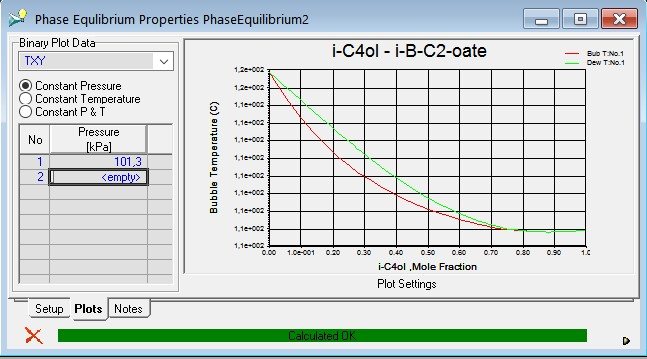 Phase Equlibrium Properties PhaseEquilibrium2
Binary Plot Data
TXY
Constant Pressure
Constant Temperature
Constant P & T
No Pressure [kPa]
1 101,3
2 <empty>
i-C4ol - i-B-C2-oate
Bub T:No.1
Dew T:No.1
Bubble Temperature (C)
1,2e+002
1,2e+002
1,1e+002
1,1e+002
1,1e+002
1,1e+002
1,1e+002
1,1e+002
1,1e+002
1,1e+002
0.00 1.0e-001 0.20 0.30 0.40 0.50 0.60 0.70 0.80 0.90 1.0
i-C4ol ,Mole Fraction
Plot Settings
Setup Plots Notes
Calculated OK